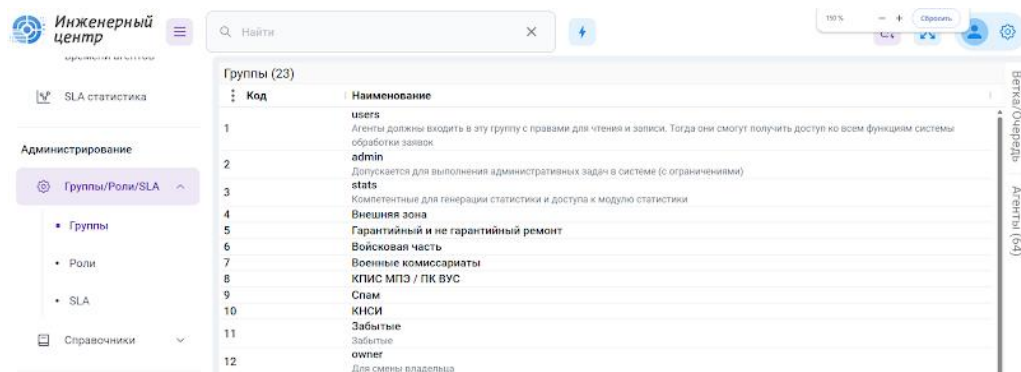 Инженерный
центр
Найти
110 %
Сбросить
времени агентов
SLA статистика
Администрирование
Группы/Роли/SLA
Группы
Роли
SLA
Справочники
Группы (23)
Код Наименование
1 users
Агенты должны входить в эту группу с правами для чтения и записи. Тогда они смогут получить доступ ко всем функциям системы
обработки заявок
2 admin
Допускается для выполнения административных задач в системе (с ограничениями)
3 stats
Компетентные для генерации статистики и доступа к модулю статистики
4 Внешняя зона
5 Гарантийный и не гарантийный ремонт
6 Войсковая часть
7 Военные комиссариаты
8 КПИС МПЭ / ПК ВУС
9 Спам
10 КНСИ
11 Забытые
Забытые
12 owner
Для смены владельца
Ветка/Очередь
Агенты (64)